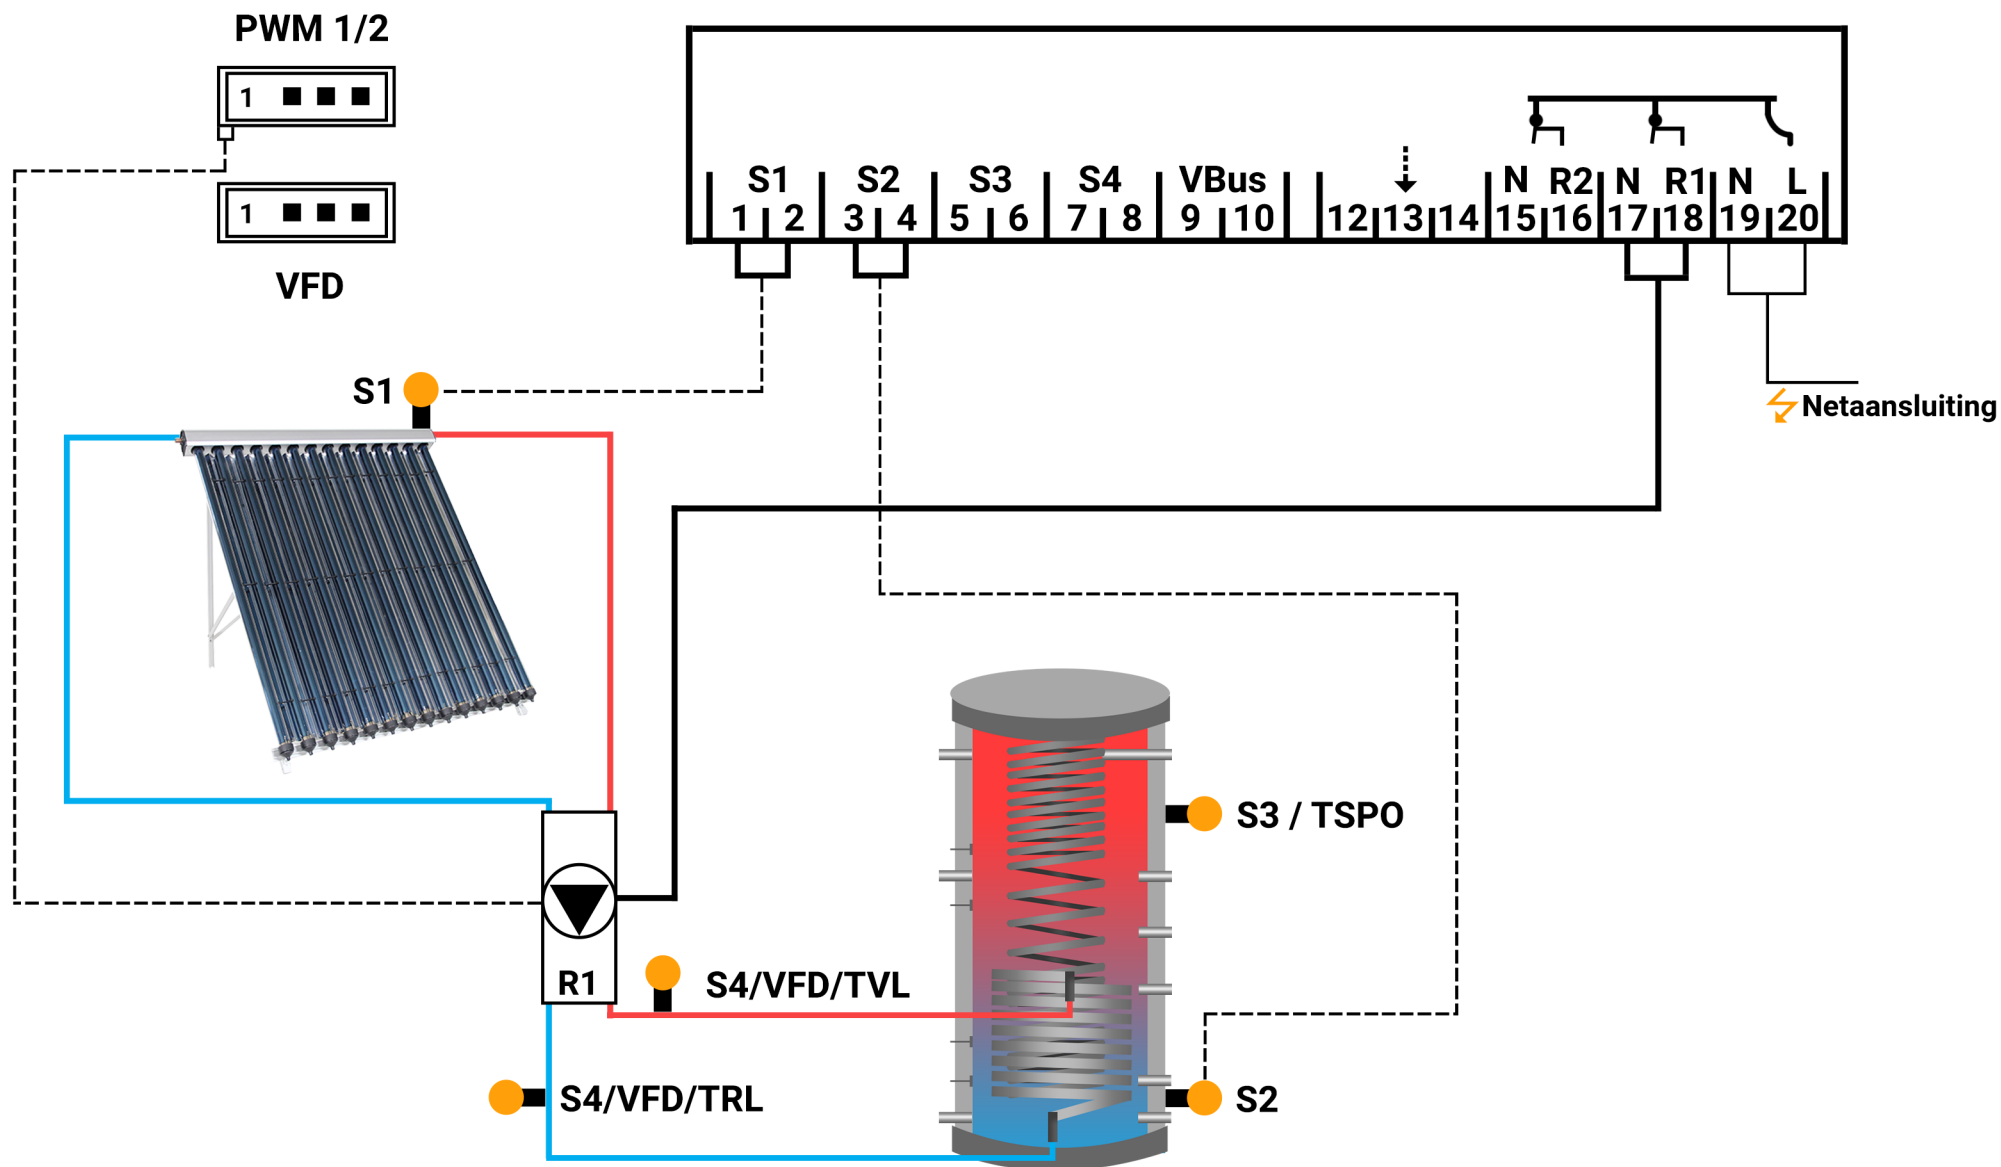 PWM 1/2
1
1
VFD
S1 S2 S3 S4 VBus N R2 N R1 N L
1 2 3 4 5 6 7 8 9 10 12 13 14 15 16 17 18 19 20
Netaansluiting
S1
S3 / TSPO
R1
S4/VFD/TVL
S4/VFD/TRL
S2